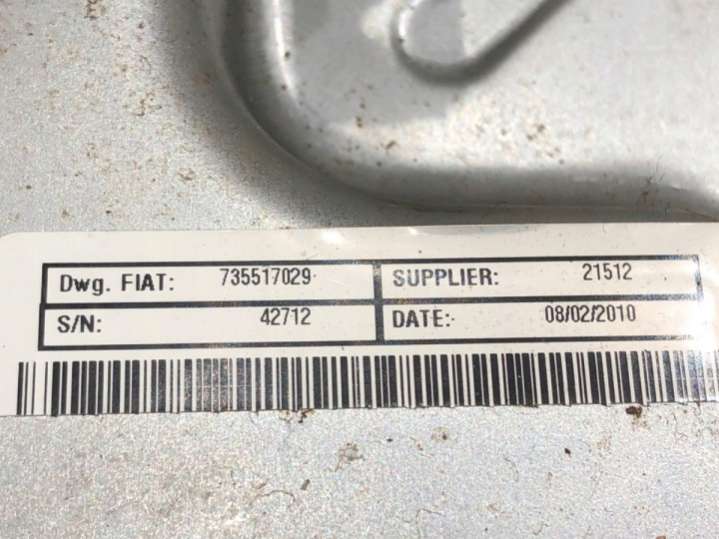 Dwg. FIAT: 735517029 SUPPLIER: 21512
S/N: 42712 DATE: 08/02/2010